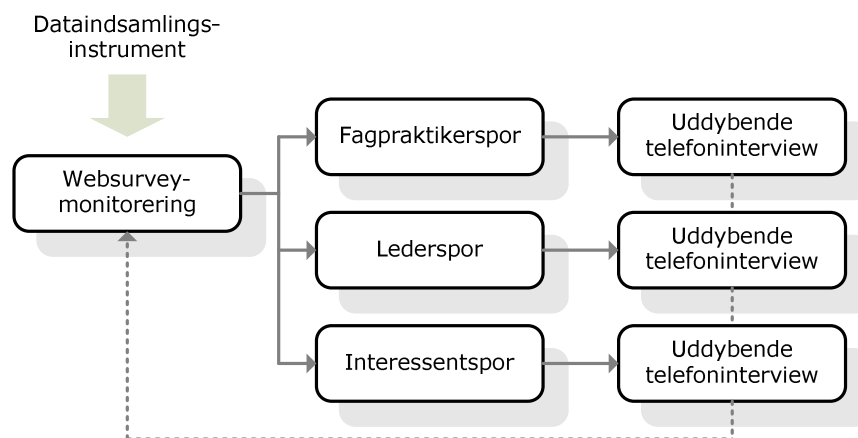 Dataindsamlings-
instrument
Websurvey-
monitorering
Fagpraktikerspor
Uddybende
telefoninterview
Lederspor
Uddybende
telefoninterview
Interessentspor
Uddybende
telefoninterview